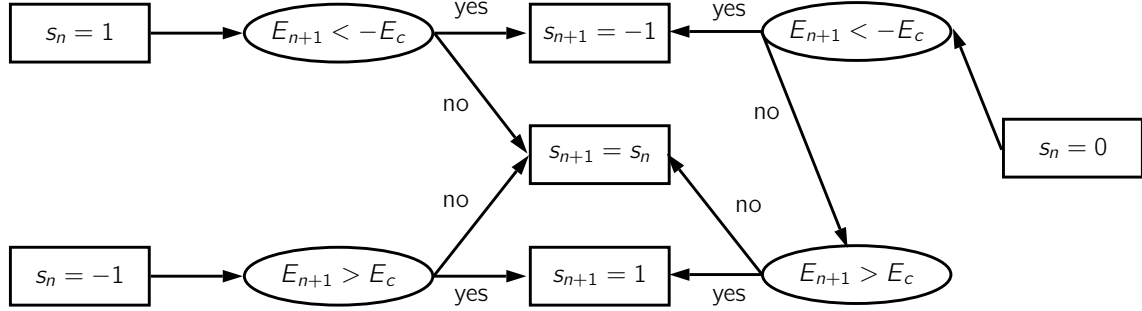 yes
yes
s_n = 1
E_{n+1} < −E_c
s_{n+1} = −1
E_{n+1} < −E_c
no
no
s_{n+1} = s_n
s_n = 0
no
no
s_n = −1
E_{n+1} > E_c
s_{n+1} = 1
E_{n+1} > E_c
yes
yes